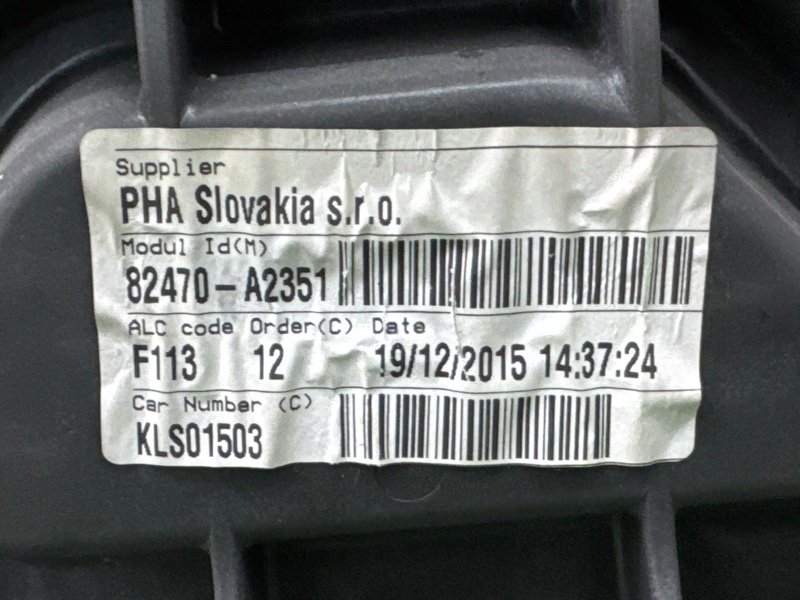 Supplier
PHA Slovakia s.r.o.
Modul Id(M)
82470-A2351
ALC code Order(C) Date
F113 12 19/12/2015 14:37:24
Car Number (C)
KLS01503